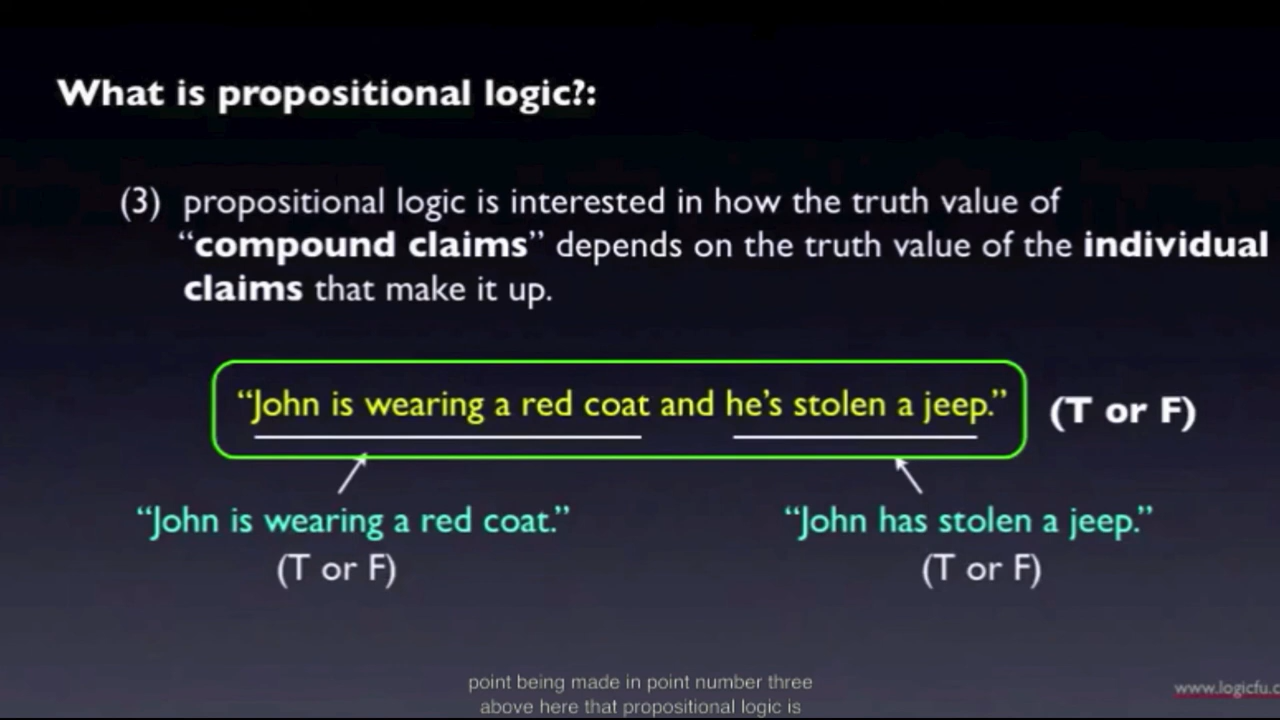 What is propositional logic?:
(3) propositional logic is interested in how the truth value of
“compound claims” depends on the truth value of the individual
claims that make it up.
“John is wearing a red coat and he’s stolen a jeep.” (T or F)
“John is wearing a red coat.” “John has stolen a jeep.”
(T or F) (T or F)
point being made in point number three
above here that propositional logic is